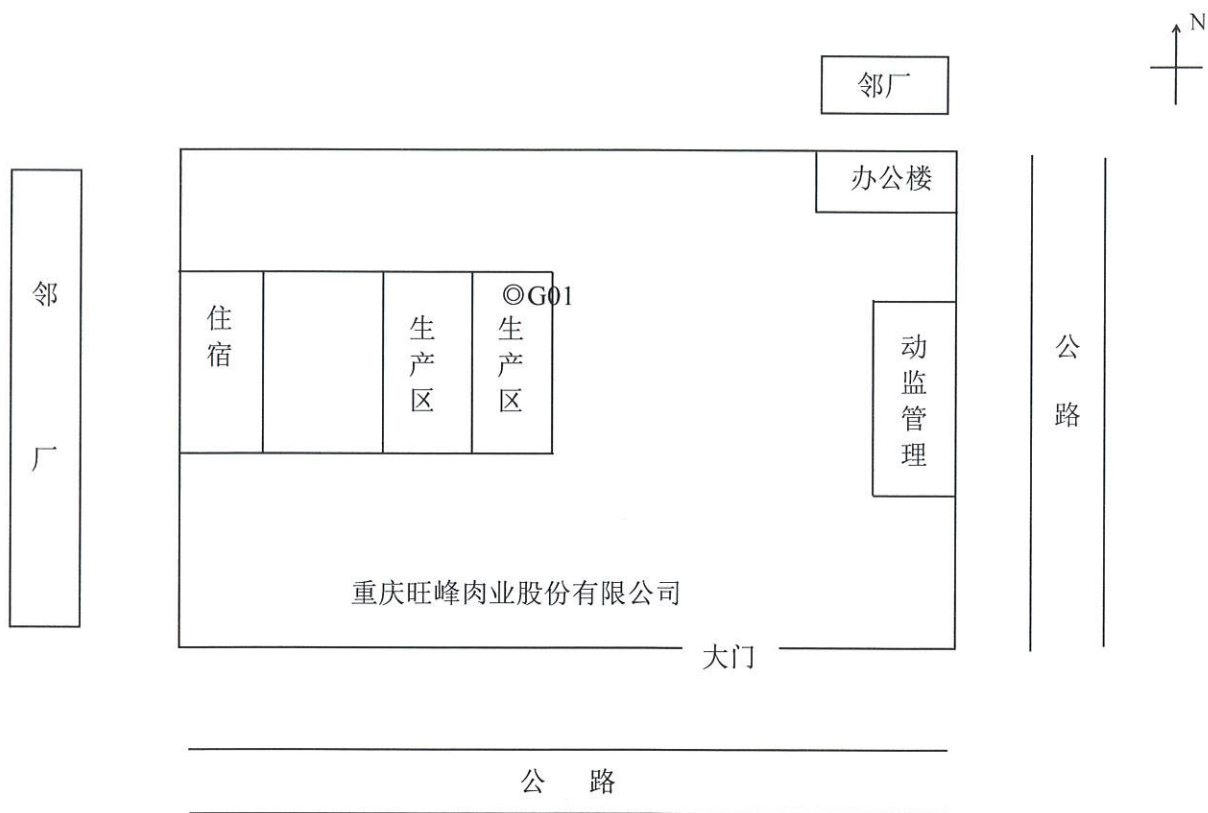 N
邻厂
办公楼
邻厂
住宿
生产区
◎G01
生产区
动监管理
公路
重庆旺峰肉业股份有限公司
大门
公 路